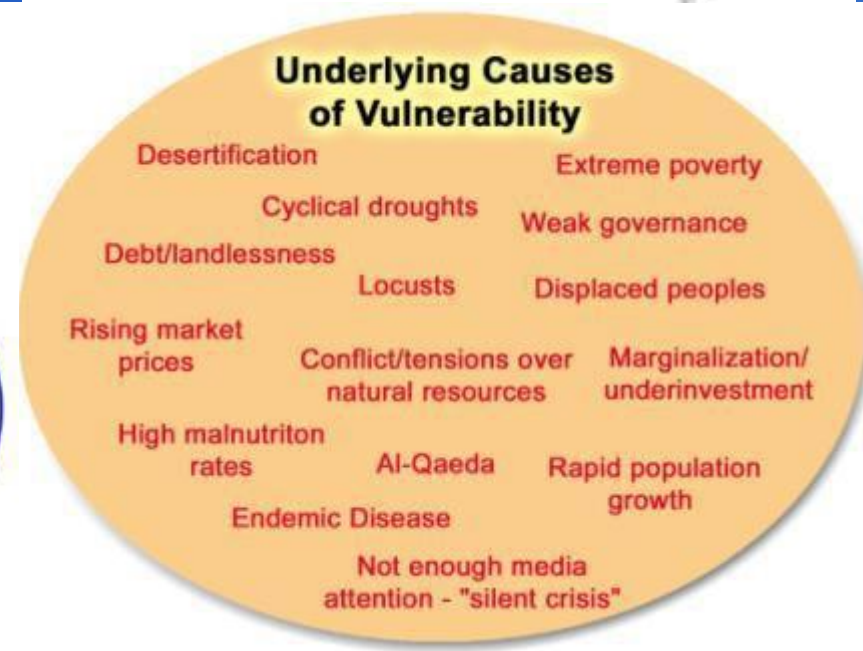 Underlying Causes
of Vulnerability
Desertification
Extreme poverty
Cyclical droughts
Weak governance
Debt/landlessness
Locusts
Displaced peoples
Rising market
prices
Conflict/tensions over
natural resources
Marginalization/
underinvestment
High malnutriton
rates
Al-Qaeda
Rapid population
growth
Endemic Disease
Not enough media
attention - "silent crisis"